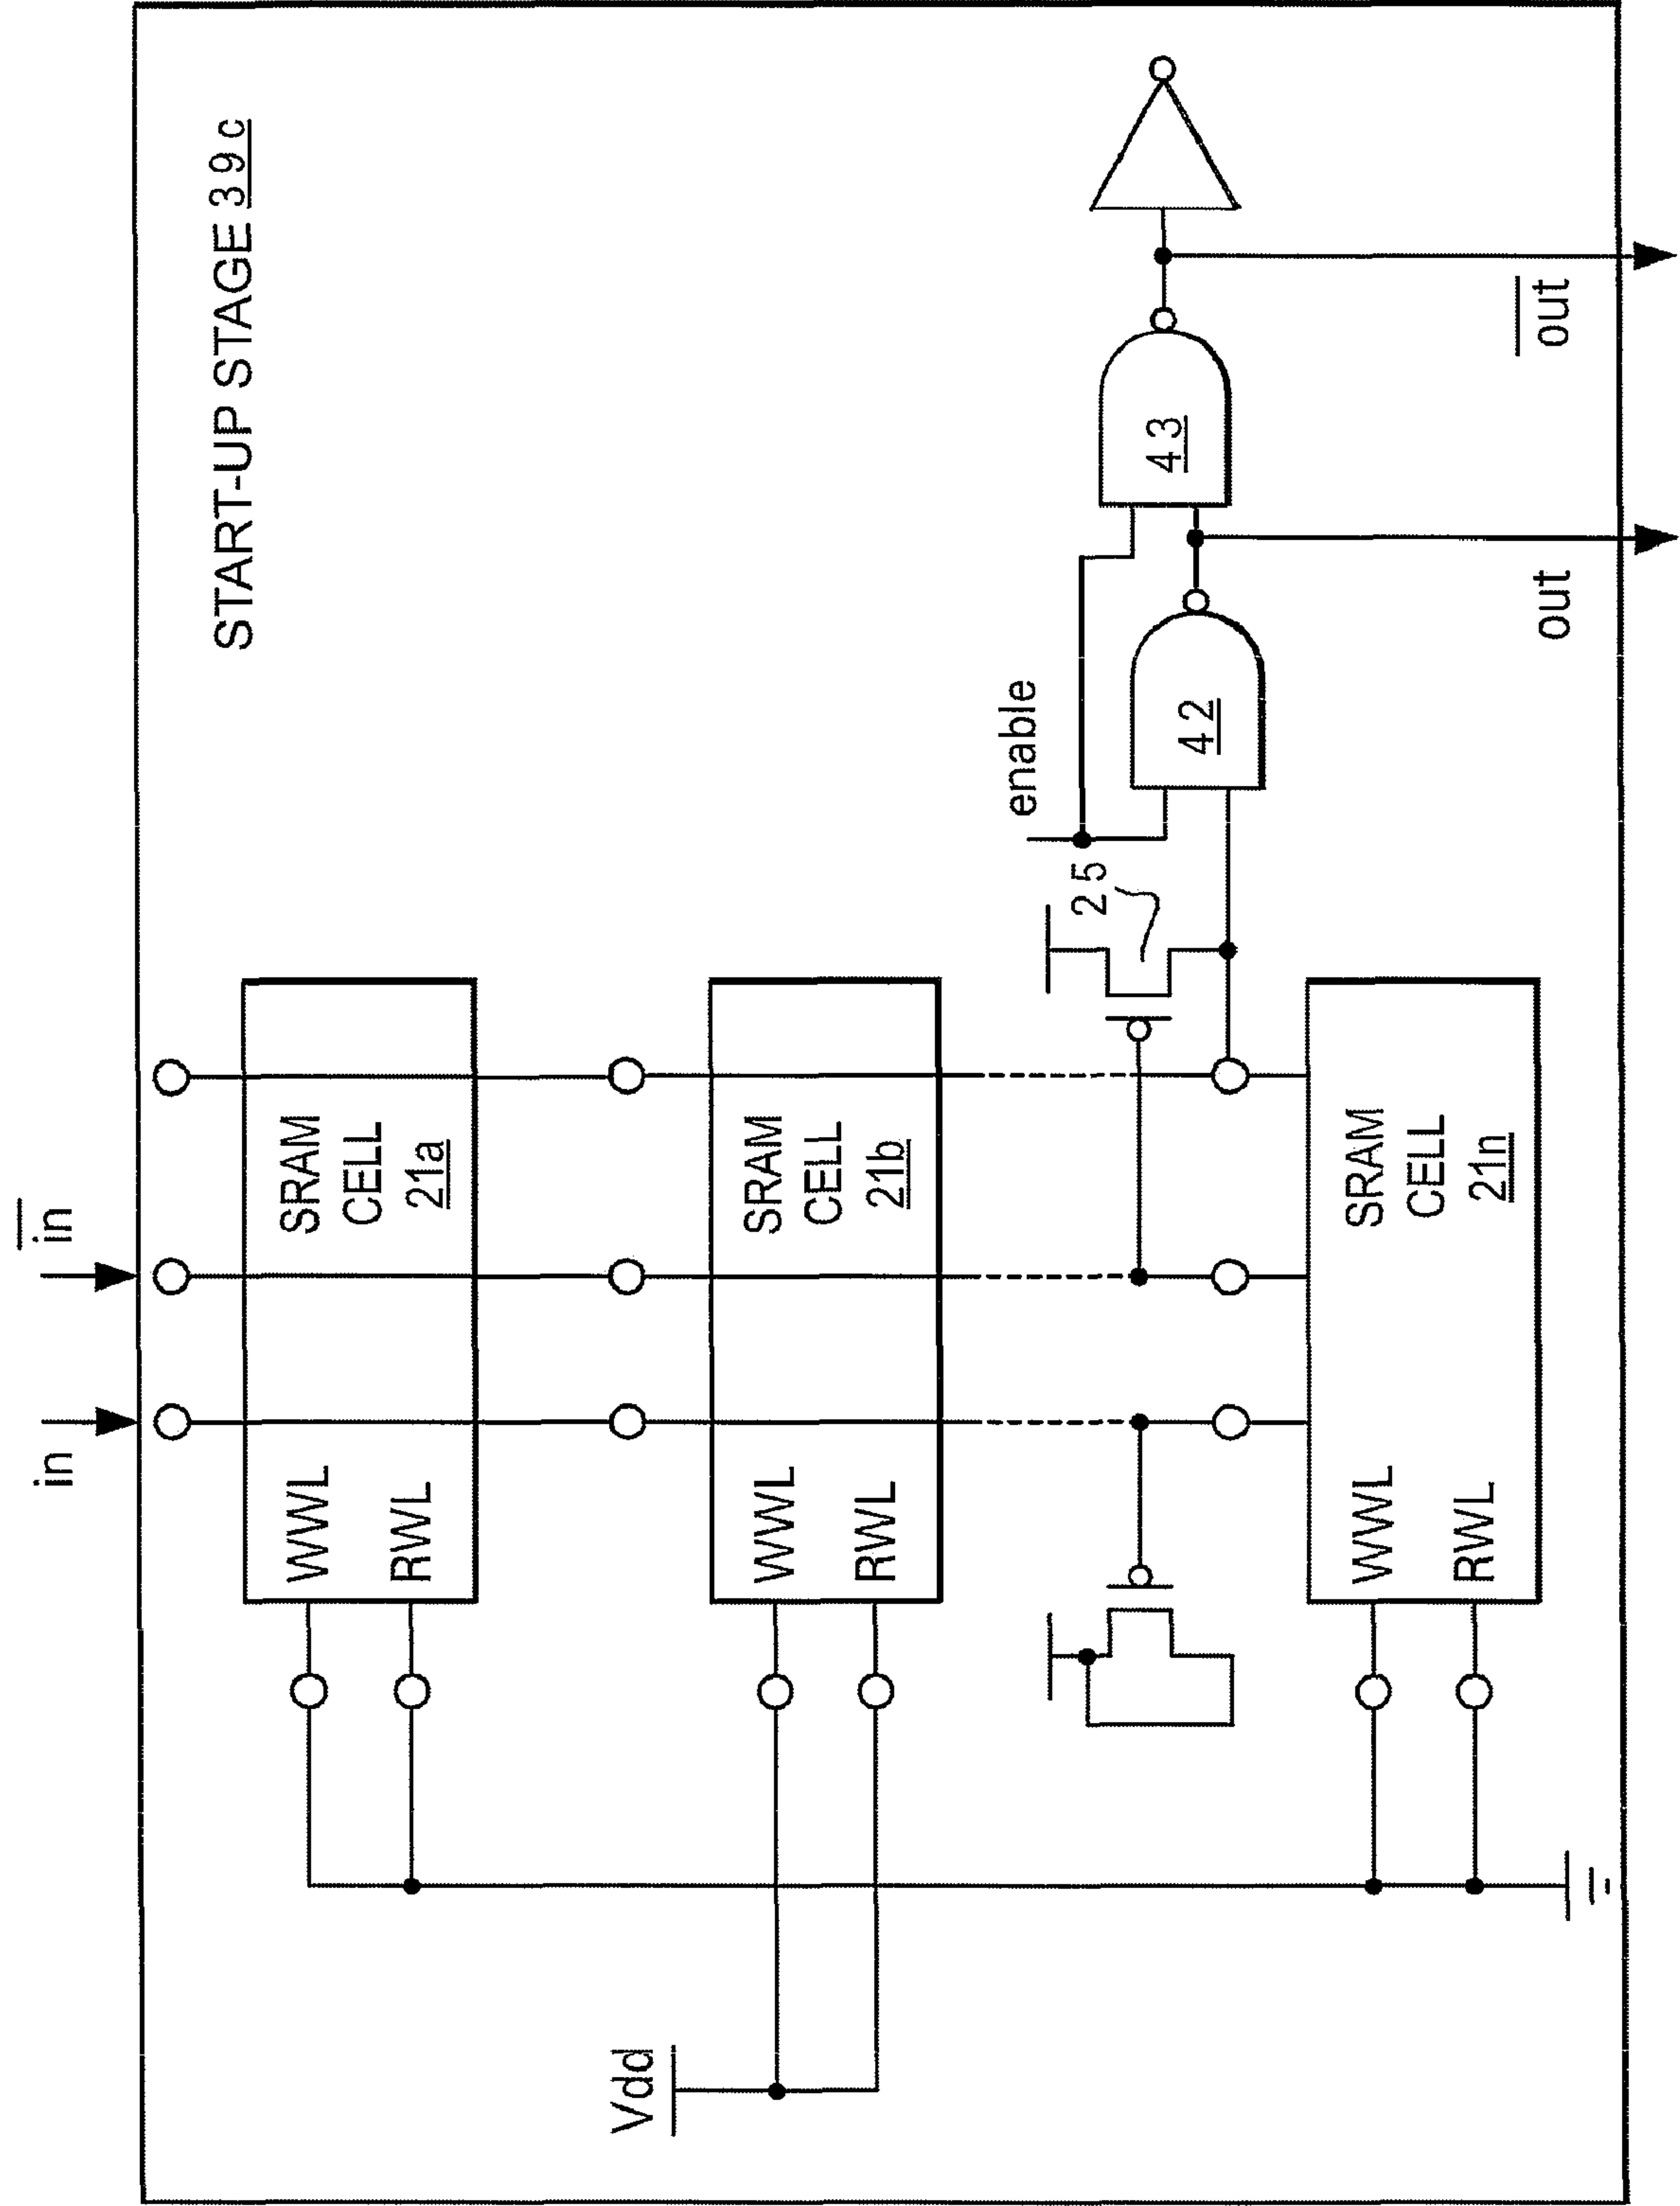 START-UP STAGE 39c
in
in
WWL
RWL
SRAM
CELL
21a
Vdd
WWL
RWL
SRAM
CELL
21b
25
enable
42
43
WWL
RWL
SRAM
CELL
21n
out
out